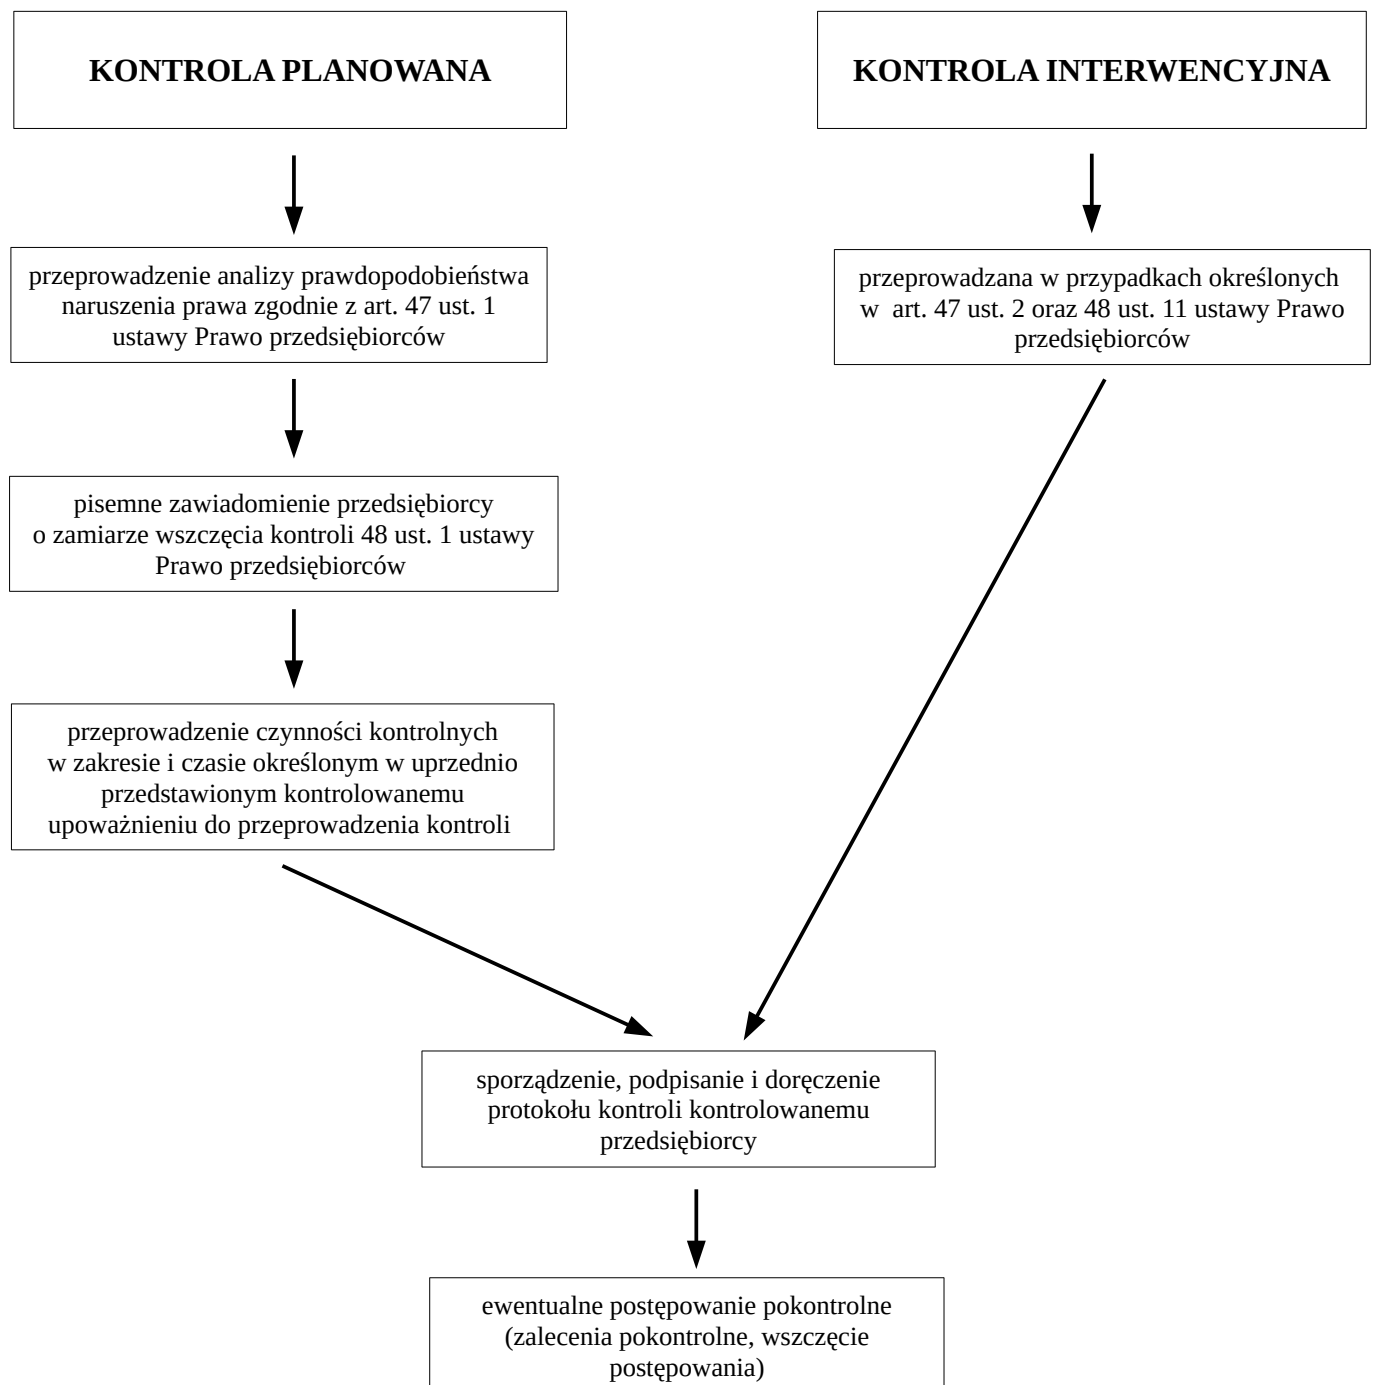 KONTROLA PLANOWANA
KONTROLA INTERWENCYJNA
przeprowadzenie analizy prawdopodobieństwa
naruszenia prawa zgodnie z art. 47 ust. 1
ustawy Prawo przedsiębiorców
przeprowadzana w przypadkach określonych
w art. 47 ust. 2 oraz 48 ust. 11 ustawy Prawo
przedsiębiorców
pisemne zawiadomienie przedsiębiorcy
o zamiarze wszczęcia kontroli 48 ust. 1 ustawy
Prawo przedsiębiorców
przeprowadzenie czynności kontrolnych
w zakresie i czasie określonym w uprzednio
przedstawionym kontrolowanemu
upoważnieniu do przeprowadzenia kontroli
sporządzenie, podpisanie i doręczenie
protokołu kontroli kontrolowanemu
przedsiębiorcy
ewentualne postępowanie pokontrolne
(zalecenia pokontrolne, wszczęcie
postępowania)